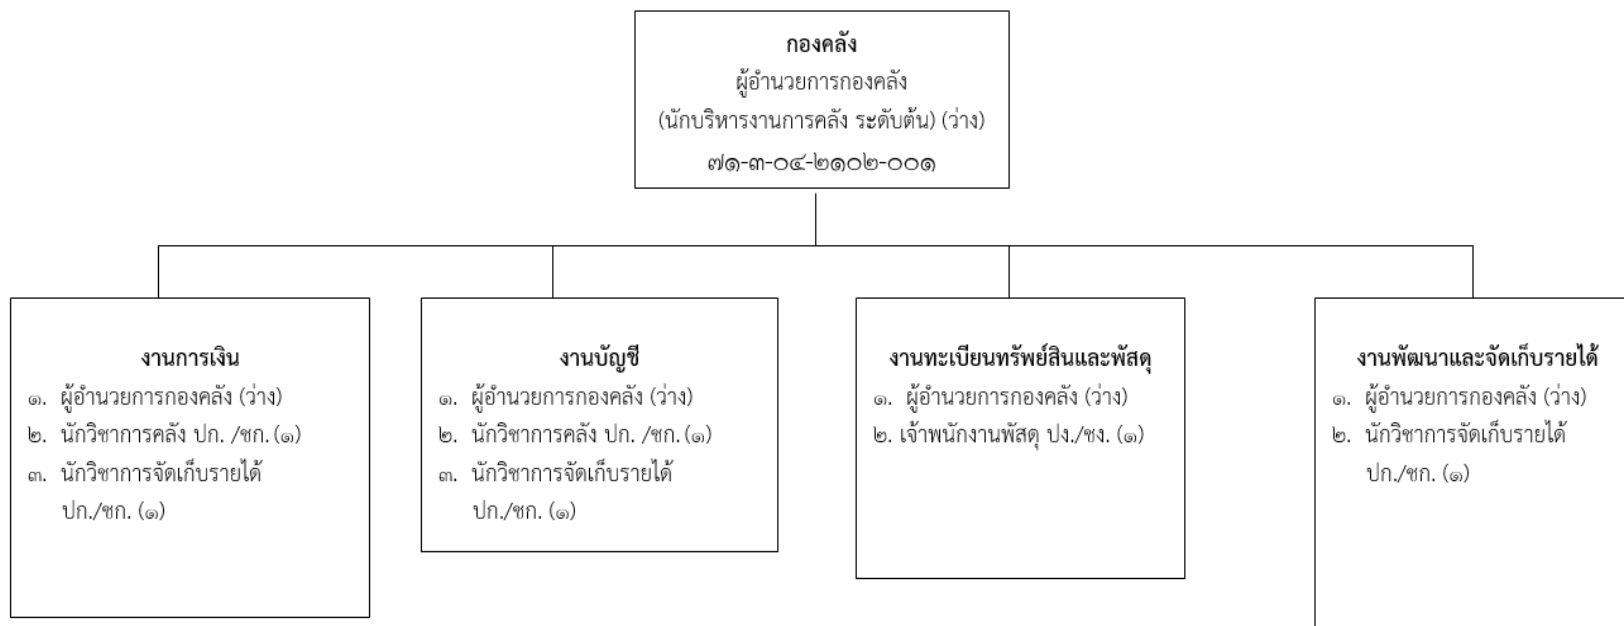 กองคลัง
ผู้อำนวยการกองคลัง
(นักบริหารงานการคลัง ระดับต้น) (ว่าง)
๗๑-๓-๐๔-๒๑๐๒-๐๐๑
งานการเงิน
๑. ผู้อำนวยการกองคลัง (ว่าง)
๒. นักวิชาการคลัง ปก. /ชก. (๑)
๓. นักวิชาการจัดเก็บรายได้
ปก./ชก. (๑)
งานบัญชี
๑. ผู้อำนวยการกองคลัง (ว่าง)
๒. นักวิชาการคลัง ปก. /ชก. (๑)
๓. นักวิชาการจัดเก็บรายได้
ปก./ชก. (๑)
งานทะเบียนทรัพย์สินและพัสดุ
๑. ผู้อำนวยการกองคลัง (ว่าง)
๒. เจ้าพนักงานพัสดุ ปง./ชง. (๑)
งานพัฒนาและจัดเก็บรายได้
๑. ผู้อำนวยการกองคลัง (ว่าง)
๒. นักวิชาการจัดเก็บรายได้
ปก./ชก. (๑)